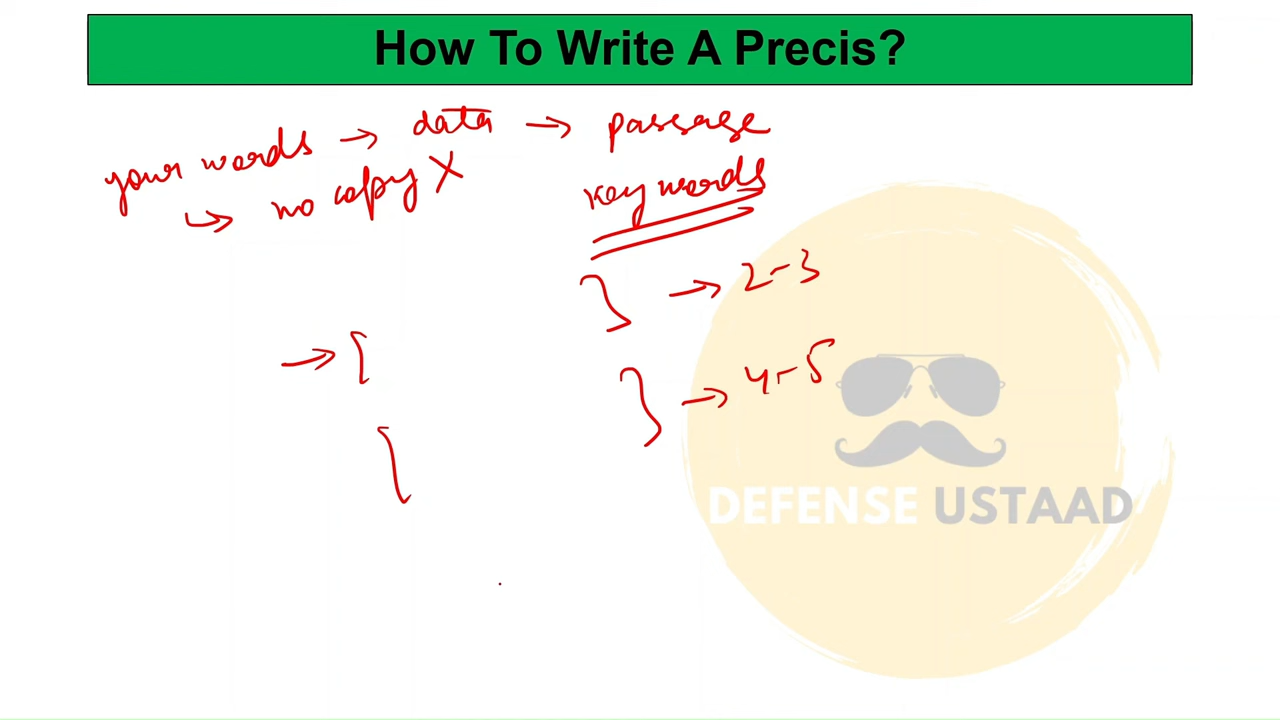 How To Write A Precis?
your words → data → passage
↳ no copy X
key words
} → 2-3
→ [
} → 4-5
[
DEFENSE USTAAD